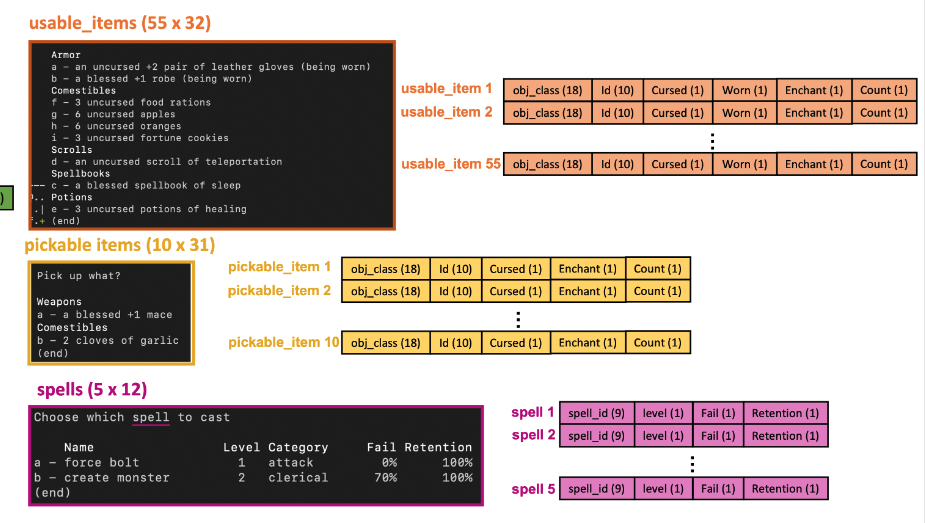 usable_items (55 x 32)
Armor
a – an uncursed +2 pair of leather gloves (being worn)
b – a blessed +1 robe (being worn)
Comestibles
f – 3 uncursed food rations
g – 6 uncursed apples
h – 6 uncursed oranges
i – 3 uncursed fortune cookies
Scrolls
d – an uncursed scroll of teleportation
Spellbooks
c – a blessed spellbook of sleep
Potions
e – 3 uncursed potions of healing
(end)
usable_item 1 obj_class (18) Id (10) Cursed (1) Worn (1) Enchant (1) Count (1)
usable_item 2 obj_class (18) Id (10) Cursed (1) Worn (1) Enchant (1) Count (1)
usable_item 55 obj_class (18) Id (10) Cursed (1) Worn (1) Enchant (1) Count (1)
)
pickable items (10 x 31)
Pick up what?
Weapons
a – a blessed +1 mace
Comestibles
b – 2 cloves of garlic
(end)
pickable_item 1 obj_class (18) Id (10) Cursed (1) Enchant (1) Count (1)
pickable_item 2 obj_class (18) Id (10) Cursed (1) Enchant (1) Count (1)
pickable_item 10 obj_class (18) Id (10) Cursed (1) Enchant (1) Count (1)
spells (5 x 12)
Choose which spell to cast
Name Level Category Fail Retention
a – force bolt 1 attack 0% 100%
b – create monster 2 clerical 70% 100%
(end)
spell 1 spell_id (9) level (1) Fail (1) Retention (1)
spell 2 spell_id (9) level (1) Fail (1) Retention (1)
spell 5 spell_id (9) level (1) Fail (1) Retention (1)